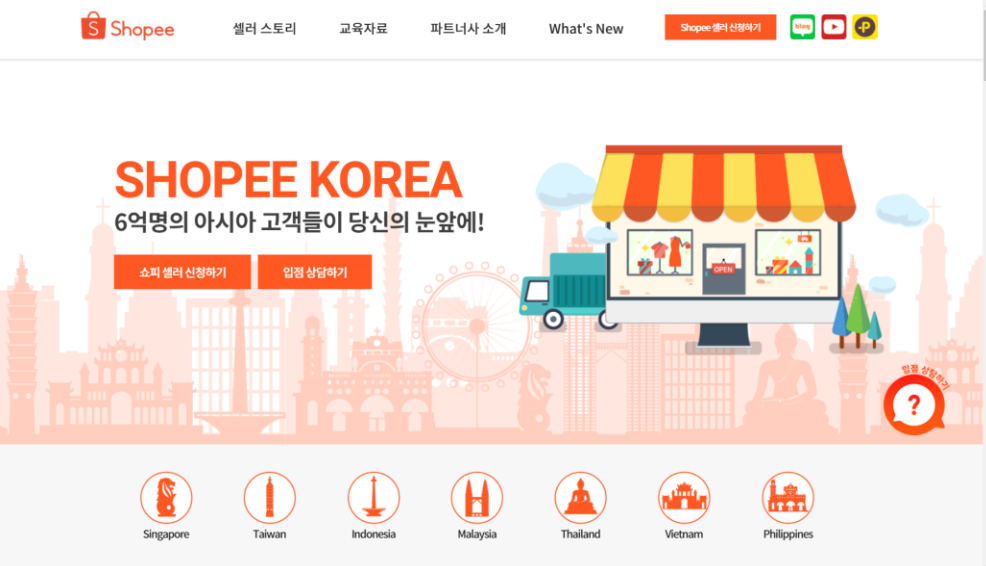 Shopee
셀러 스토리
교육자료
파트너사 소개
What's New
Shopee 셀러 신청하기
blog
SHOPEE KOREA
6억명의 아시아 고객들이 당신의 눈앞에!
쇼피 셀러 신청하기
입점 상담하기
OPEN
입점 상담하기
?
Singapore
Taiwan
Indonesia
Malaysia
Thailand
Vietnam
Philippines